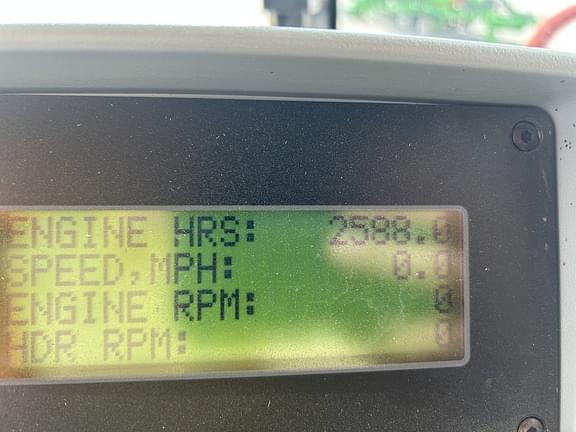 ENGINE HRS: 2588.0
SPEED,MPH: 0.0
ENGINE RPM: 0
HDR RPM: 0